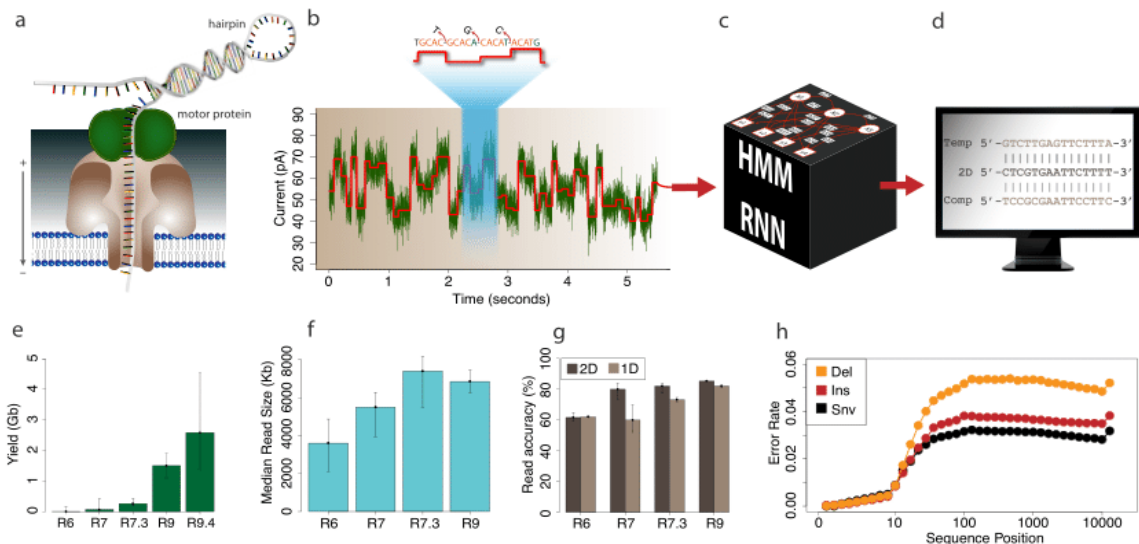 a
hairpin
motor protein
+
−
b
T G C
TGCAC GCACA CACAT ACATG
Current (pA)
90
80
70
60
50
40
30
20
0 1 2 3 4 5
Time (seconds)
c
HMM
RNN
d
Temp 5’-GTCTTGAGTTCTTTA-3’
2D 5’-CTCGTGAATTCTTTT-3’
Comp 5’-TCCGCGAATTCCTTC-3’
e
Yield (Gb)
5
4
3
2
1
0
R6 R7 R7.3 R9 R9.4
f
Median Read Size (Kb)
8000
6000
4000
2000
0
R6 R7 R7.3 R9
g
2D 1D
Read accuracy (%)
100
80
60
40
20
0
R6 R7 R7.3 R9
h
Del
Ins
Snv
Error Rate
0.06
0.04
0.02
0.00
0 10 100 1000 10000
Sequence Position